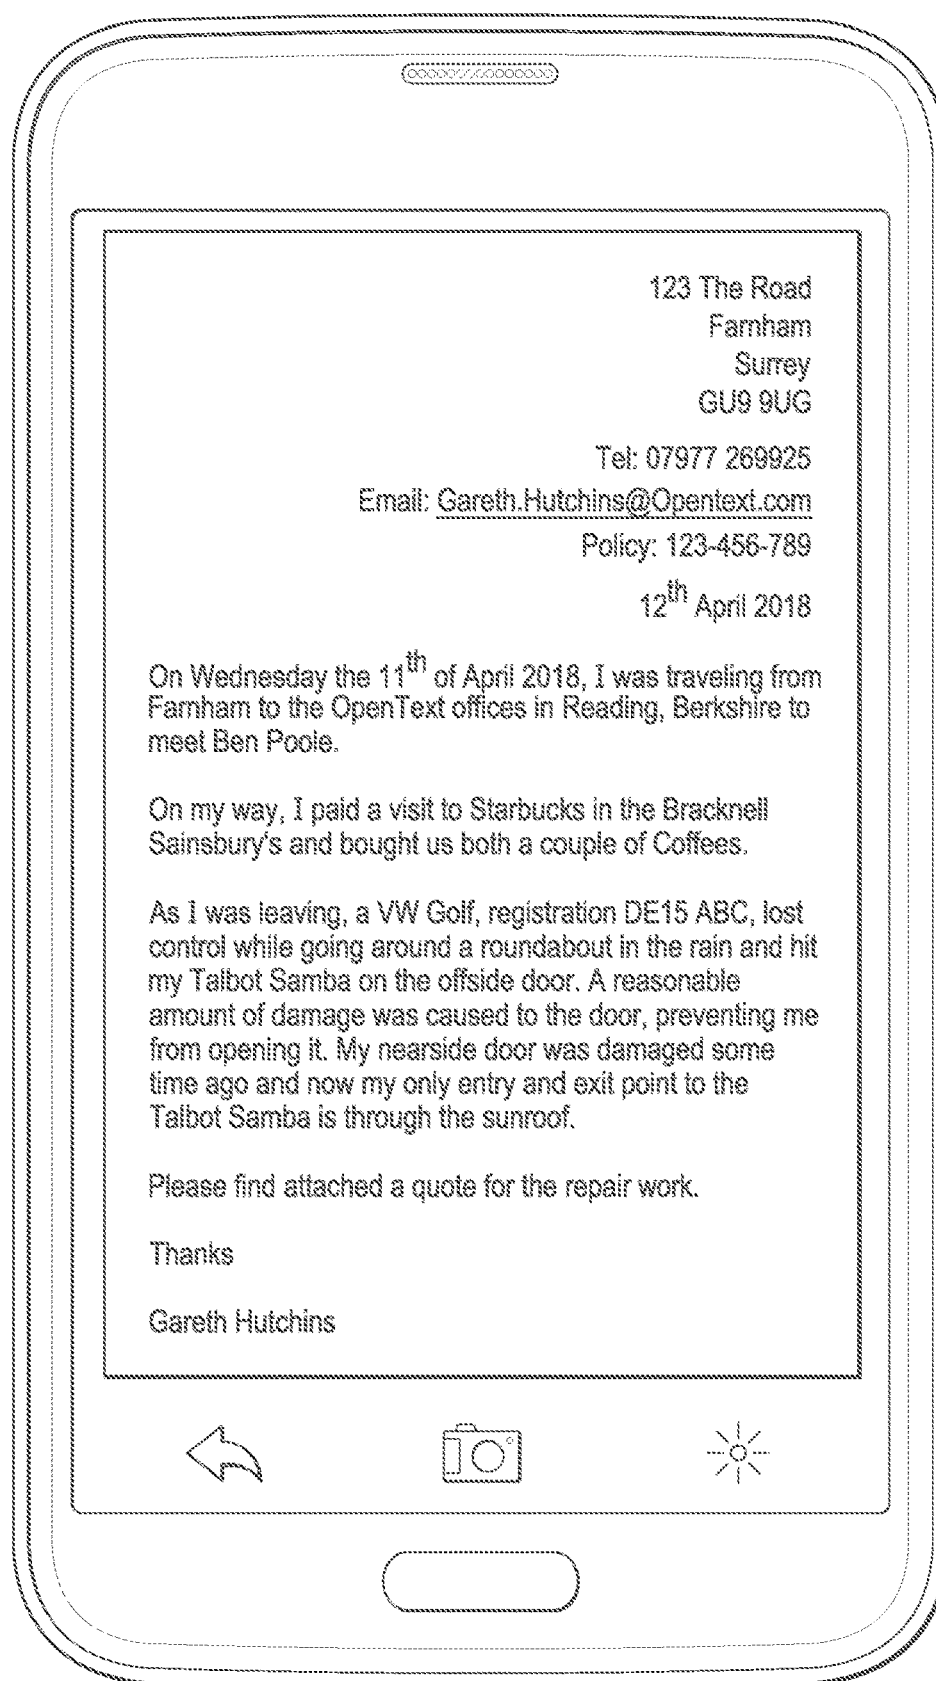 123 The Road
Farnham
Surrey
GU9 9UG
Tel: 07977 269925
Email: Gareth.Hutchins@Opentext.com
Policy: 123-456-789
12th April 2018
On Wednesday the 11th of April 2018, I was traveling from
Farnham to the OpenText offices in Reading, Berkshire to
meet Ben Poole.
On my way, I paid a visit to Starbucks in the Bracknell
Sainsbury's and bought us both a couple of Coffees.
As I was leaving, a VW Golf, registration DE15 ABC, lost
control while going around a roundabout in the rain and hit
my Talbot Samba on the offside door. A reasonable
amount of damage was caused to the door, preventing me
from opening it. My nearside door was damaged some
time ago and now my only entry and exit point to the
Talbot Samba is through the sunroof.
Please find attached a quote for the repair work.
Thanks
Gareth Hutchins